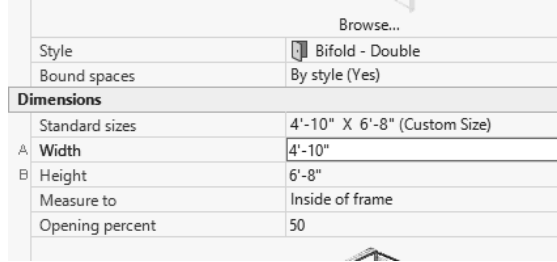 Browse...
Style Bifold - Double
Bound spaces By style (Yes)
Dimensions
Standard sizes 4'-10" X 6'-8" (Custom Size)
A Width 4'-10"
B Height 6'-8"
Measure to Inside of frame
Opening percent 50